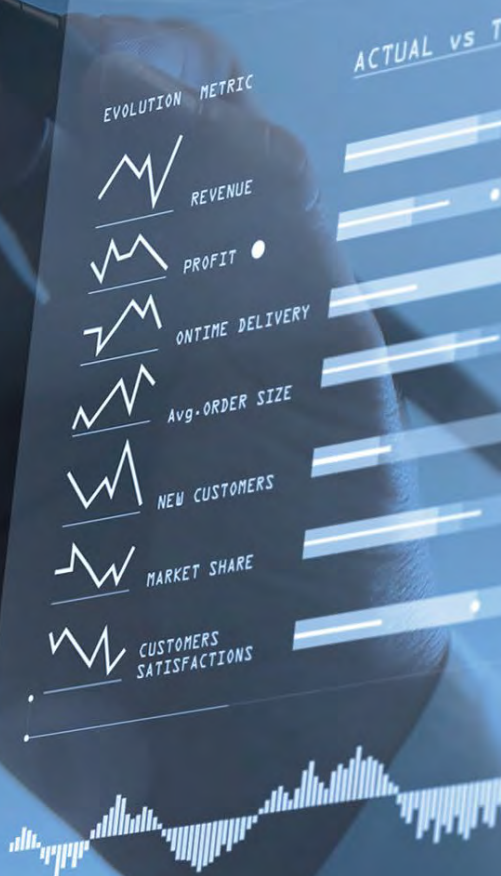 ACTUAL vs
EVOLUTION METRIC
REVENUE
PROFIT
ONTIME DELIVERY
Avg.ORDER SIZE
NEW CUSTOMERS
MARKET SHARE
CUSTOMERS
SATISFACTIONS